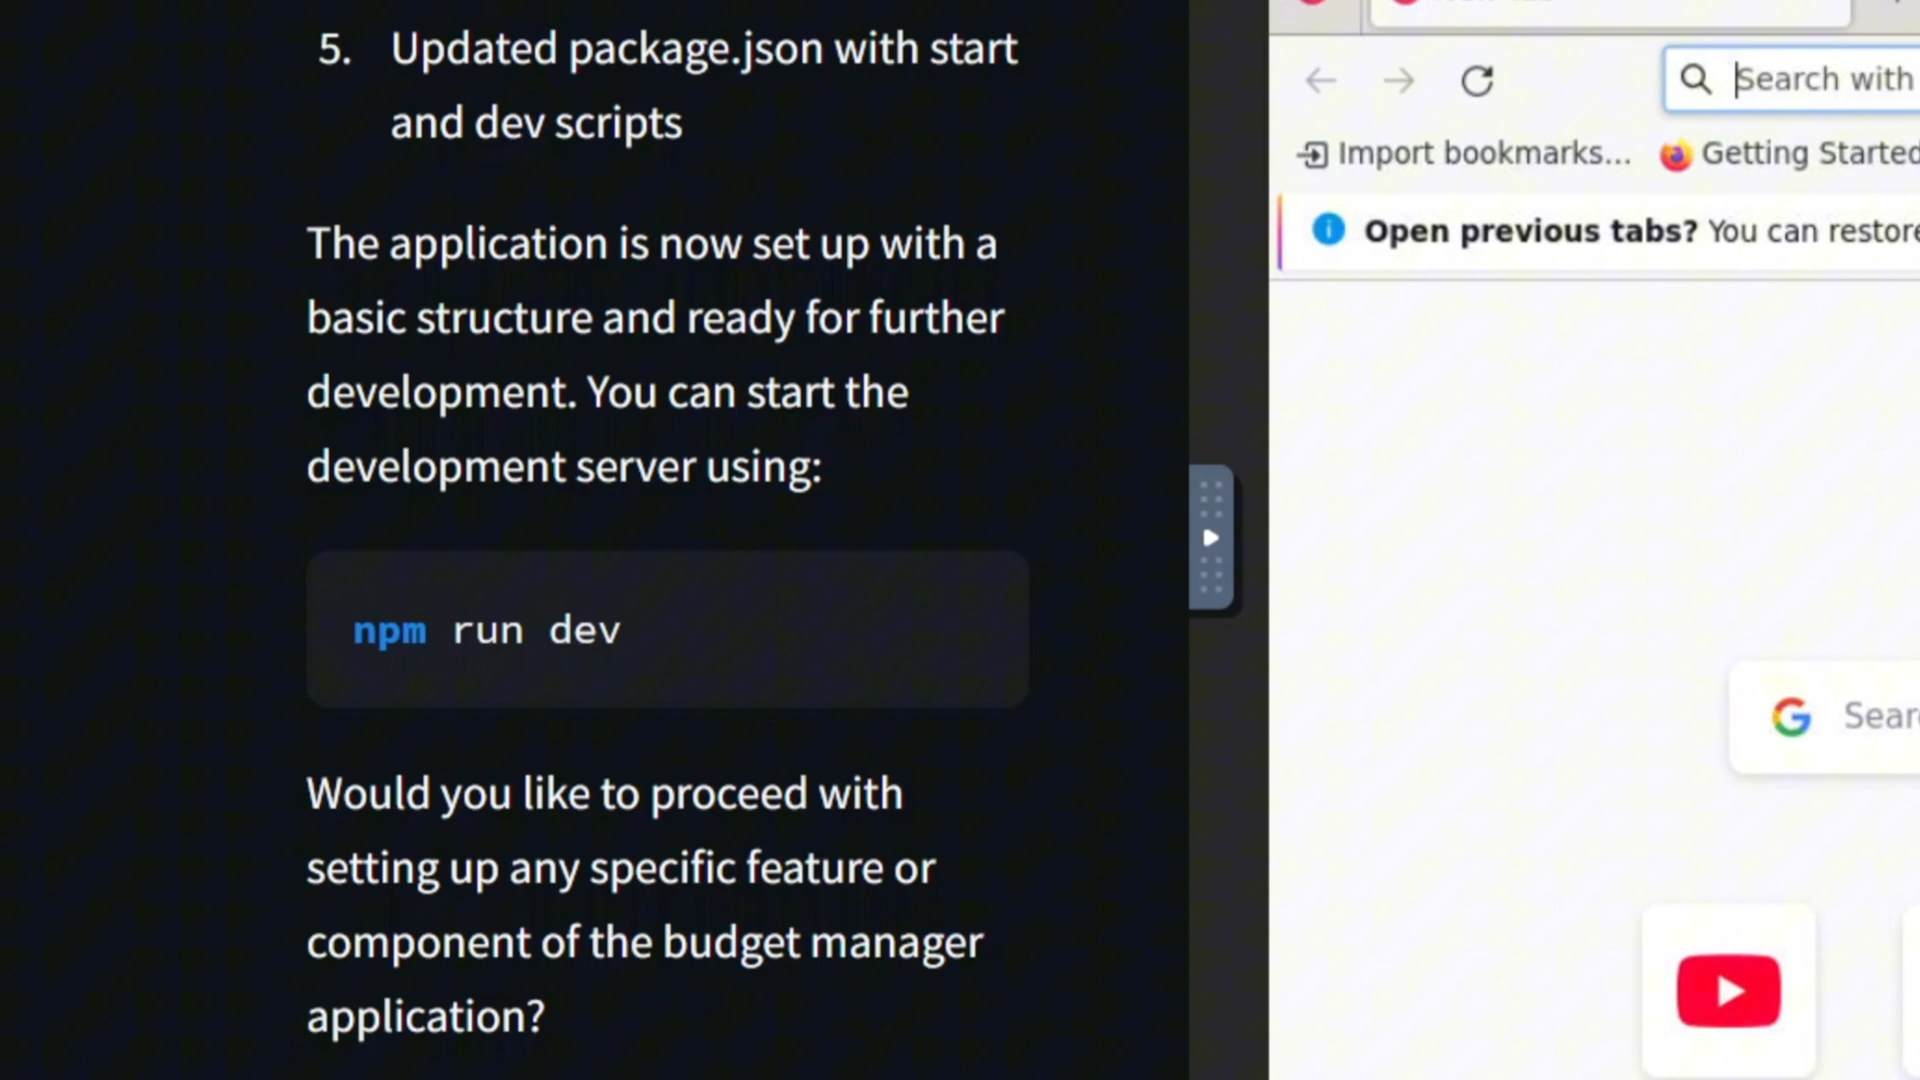 5. Updated package.json with start
and dev scripts
The application is now set up with a
basic structure and ready for further
development. You can start the
development server using:
npm run dev
Would you like to proceed with
setting up any specific feature or
component of the budget manager
application?
Search with
Import bookmarks... Getting Started
Open previous tabs? You can restore
G Sear